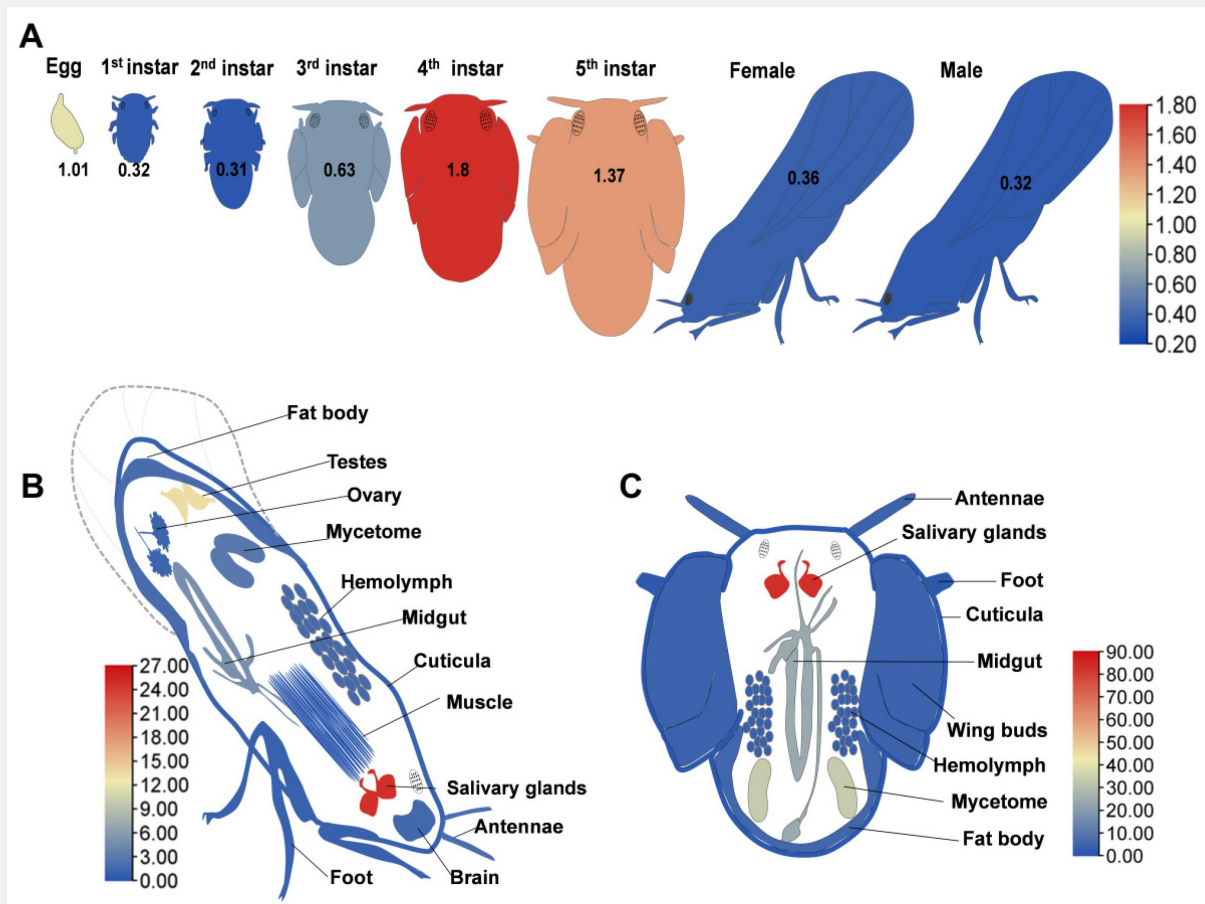 A
Egg
1st instar
2nd instar
3rd instar
4th instar
5th instar
Female
Male
1.01
0.32
0.31
0.63
1.8
1.37
0.36
0.32
1.80
1.60
1.40
1.20
1.00
0.80
0.60
0.40
0.20
B
Fat body
Testes
Ovary
Mycetome
Hemolymph
Midgut
Cuticula
Muscle
Salivary glands
Antennae
Brain
Foot
27.00
24.00
21.00
18.00
15.00
12.00
9.00
6.00
3.00
0.00
C
Antennae
Salivary glands
Foot
Cuticula
Midgut
Wing buds
Hemolymph
Mycetome
Fat body
90.00
80.00
70.00
60.00
50.00
40.00
30.00
20.00
10.00
0.00